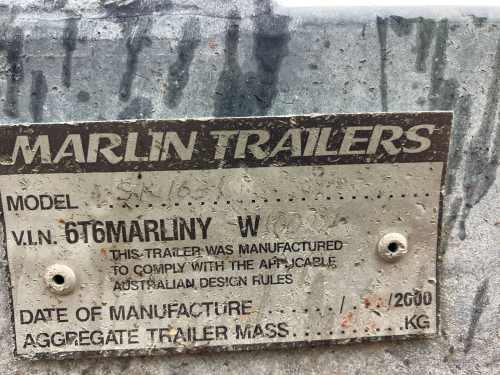 MARLIN TRAILERS
MODEL
V.I.N. 6T6MARLINY W
THIS TRAILER WAS MANUFACTURED
TO COMPLY WITH THE APPLICABLE
AUSTRALIAN DESIGN RULES
DATE OF MANUFACTURE ....../....../2000
AGGREGATE TRAILER MASS....................KG